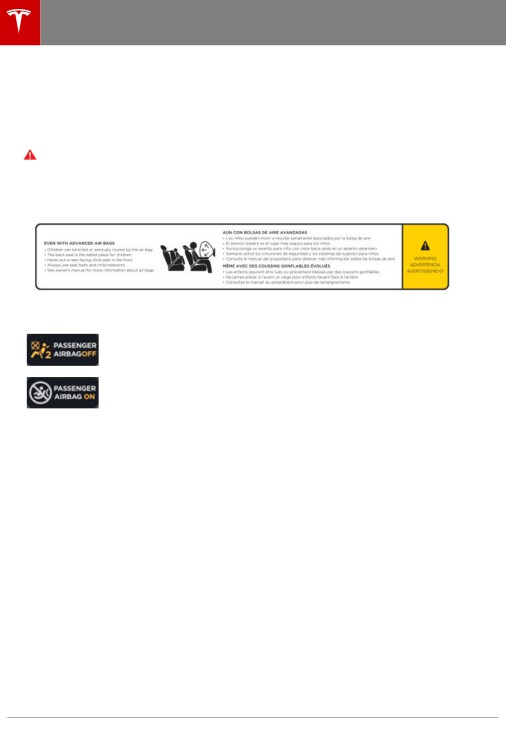 EVEN WITH ADVANCED AIR BAGS
• Children can be killed or seriously injured by the air bag
• The back seat is the safest place for children
• Never put a rear-facing child seat in the front
• Always use seat belts and child restraints
• See owner's manual for more information about air bags
AÚN CON BOLSAS DE AIRE AVANZADAS
• Los niños pueden morir o resultar seriamente lesionados por la bolsa de aire
• El asiento trasero es el lugar más seguro para los niños
• Nunca ponga un asiento para niño con vista hacia atrás en un asiento delantero
• Siempre utilice los cinturones de seguridad y los sistemas de sujeción para niños
• Consulte el manual del propietario para obtener más información sobre las bolsas de aire
MÊME AVEC DES COUSSINS GONFLABLES ÉVOLUÉS
• Les enfants peuvent être tués ou grièvement blessés par des coussins gonflables
• Ne jamais placer à l'avant un siège pour enfants faisant face à l'arrière
• Consultez le manuel du propriétaire pour plus de renseignements
WARNING
ADVERTENCIA
AVERTISSEMENT
PASSENGER
AIRBAG OFF
2
PASSENGER
AIRBAG ON